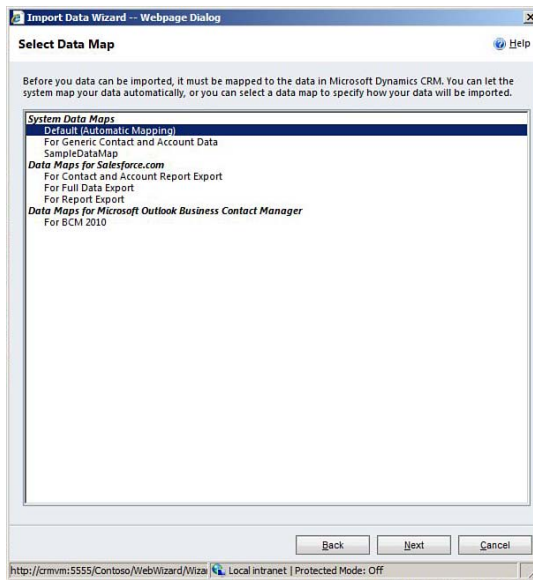 Import Data Wizard -- Webpage Dialog
Select Data Map
Help
Before you data can be imported, it must be mapped to the data in Microsoft Dynamics CRM. You can let the
system map your data automatically, or you can select a data map to specify how your data will be imported.
System Data Maps
Default (Automatic Mapping)
For Generic Contact and Account Data
SampleDataMap
Data Maps for Salesforce.com
For Contact and Account Report Export
For Full Data Export
For Report Export
Data Maps for Microsoft Outlook Business Contact Manager
For BCM 2010
Back Next Cancel
http://crmvm:5555/Contoso/WebWizard/Wizar Local intranet | Protected Mode: Off